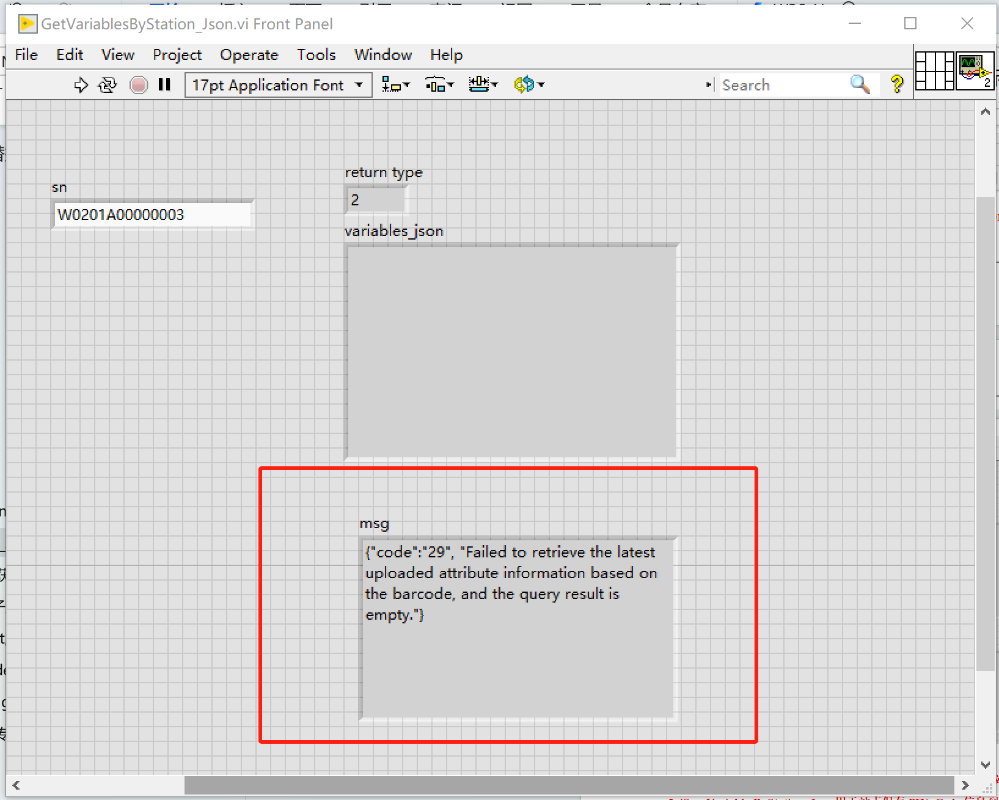 GetVariablesByStation_Json.vi Front Panel
File Edit View Project Operate Tools Window Help
17pt Application Font
Search
2
sn
W0201A00000003
return type
2
variables_json
msg
{"code":"29", "Failed to retrieve the latest
uploaded attribute information based on
the barcode, and the query result is
empty."}